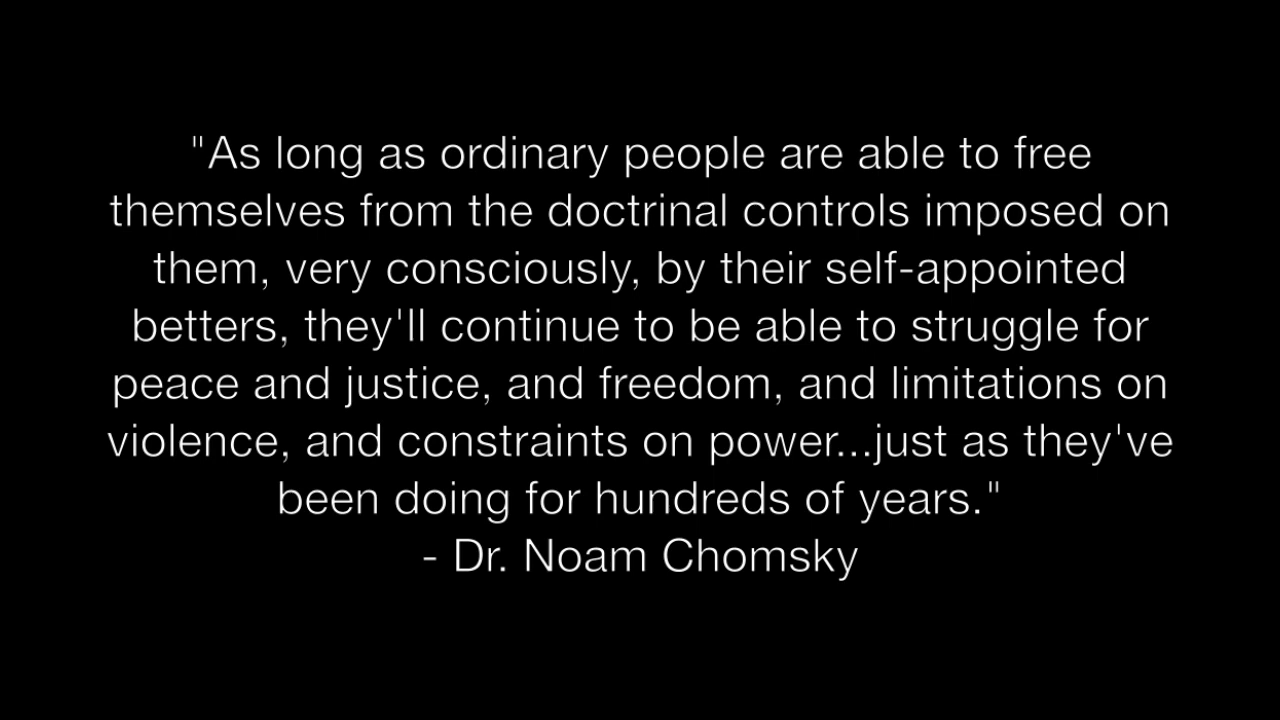 "As long as ordinary people are able to free
themselves from the doctrinal controls imposed on
them, very consciously, by their self-appointed
betters, they'll continue to be able to struggle for
peace and justice, and freedom, and limitations on
violence, and constraints on power...just as they've
been doing for hundreds of years."
- Dr. Noam Chomsky